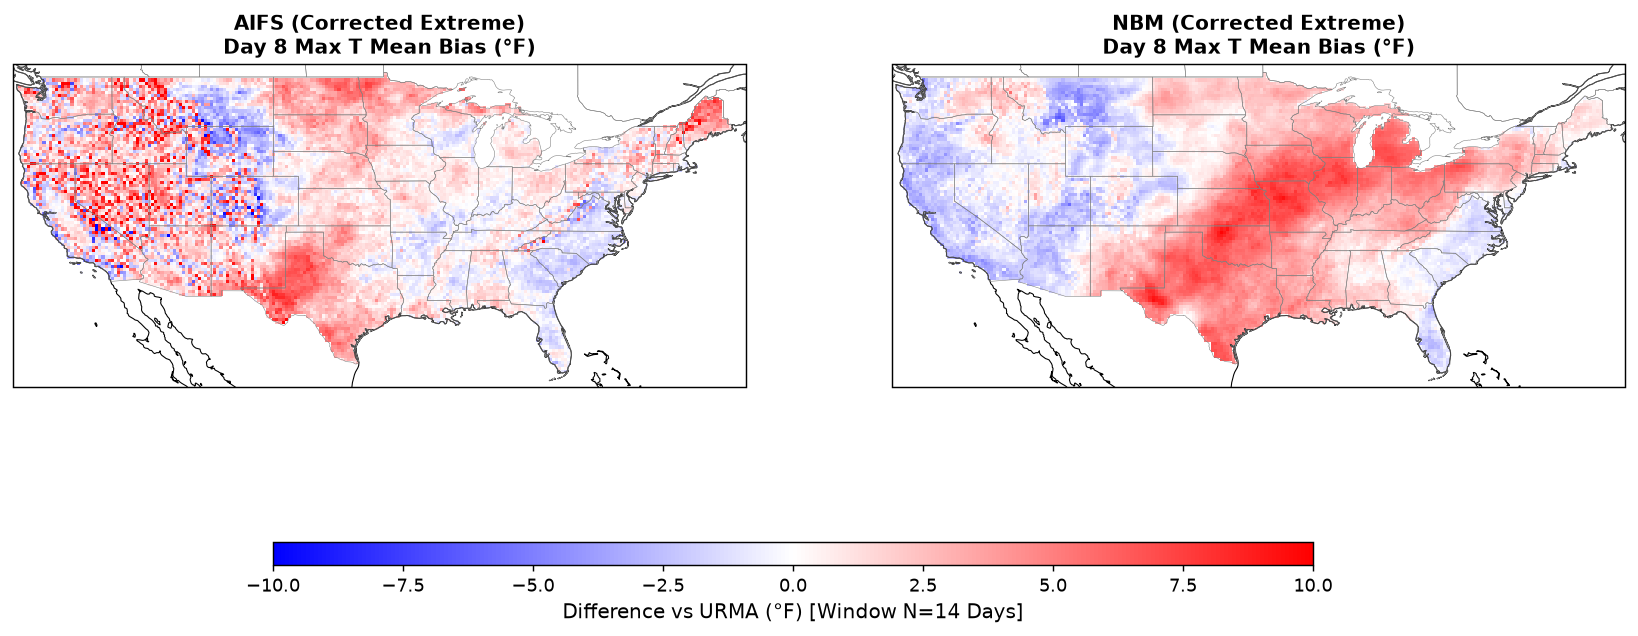 AIFS (Corrected Extreme)
Day 8 Max T Mean Bias (°F)
NBM (Corrected Extreme)
Day 8 Max T Mean Bias (°F)
−10.0 −7.5 −5.0 −2.5 0.0 2.5 5.0 7.5 10.0
Difference vs URMA (°F) [Window N=14 Days]